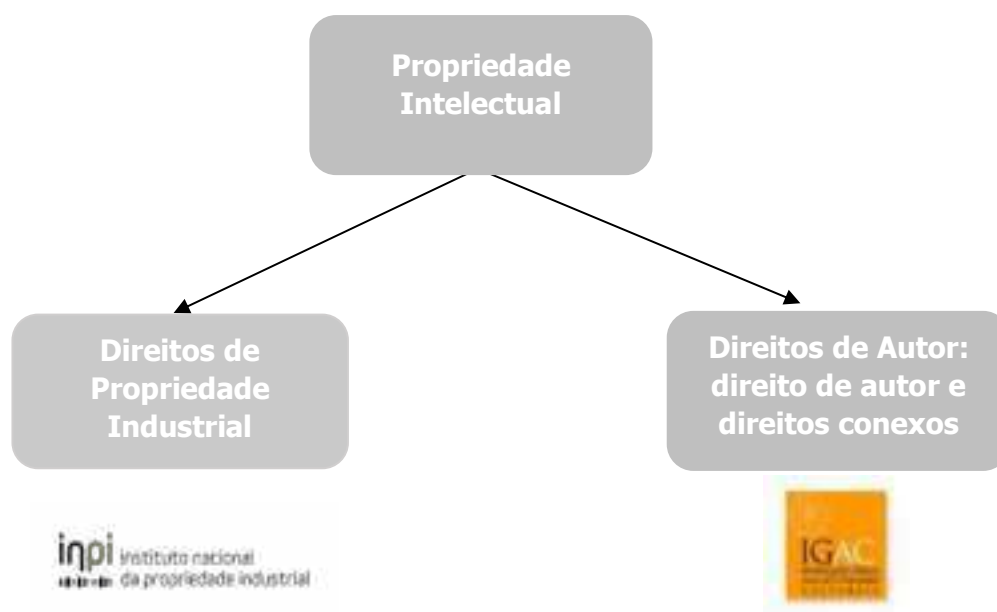 Propriedade
Intelectual
Direitos de
Propriedade
Industrial
Direitos de Autor:
direito de autor e
direitos conexos
inpi instituto nacional
da propriedade industrial
IGAC